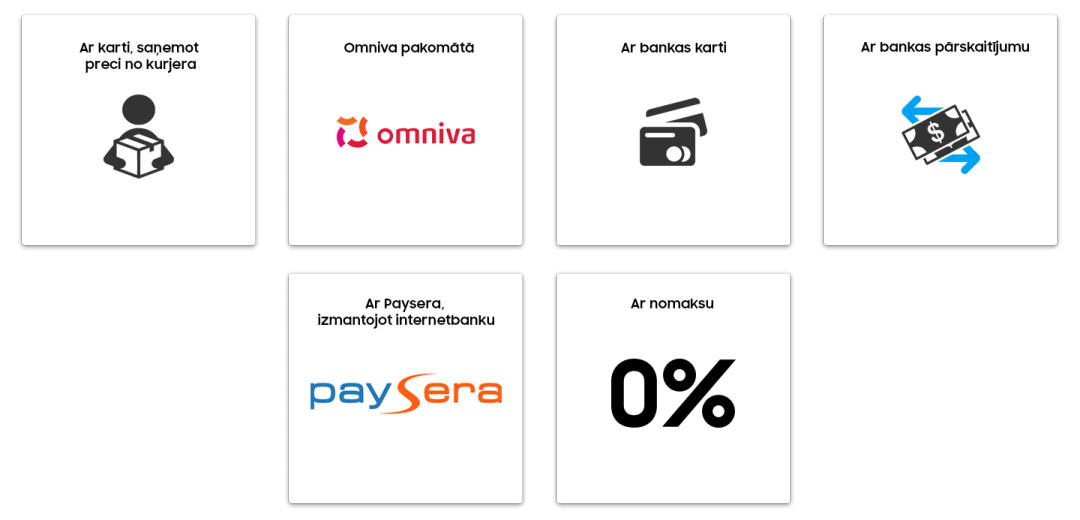 Ar karti, saņemot
preci no kurjera
Omniva pakomātā
omniva
Ar bankas karti
Ar bankas pārskaitījumu
$
Ar Paysera,
izmantojot internetbanku
paysera
Ar nomaksu
0%